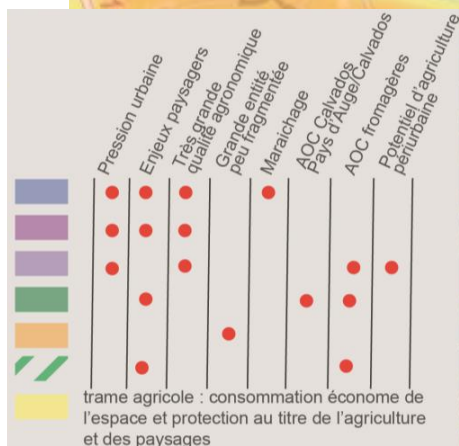 Pression urbaine
Enjeux paysagers
Très grande
qualité agronomique
Grande entité
peu fragmentée
Maraichage
AOC Calvados
Pays d'Auge/Calvados
AOC fromagères
Potentiel d'agriculture
périurbaine
trame agricole : consommation économe de
l'espace et protection au titre de l'agriculture
et des paysages